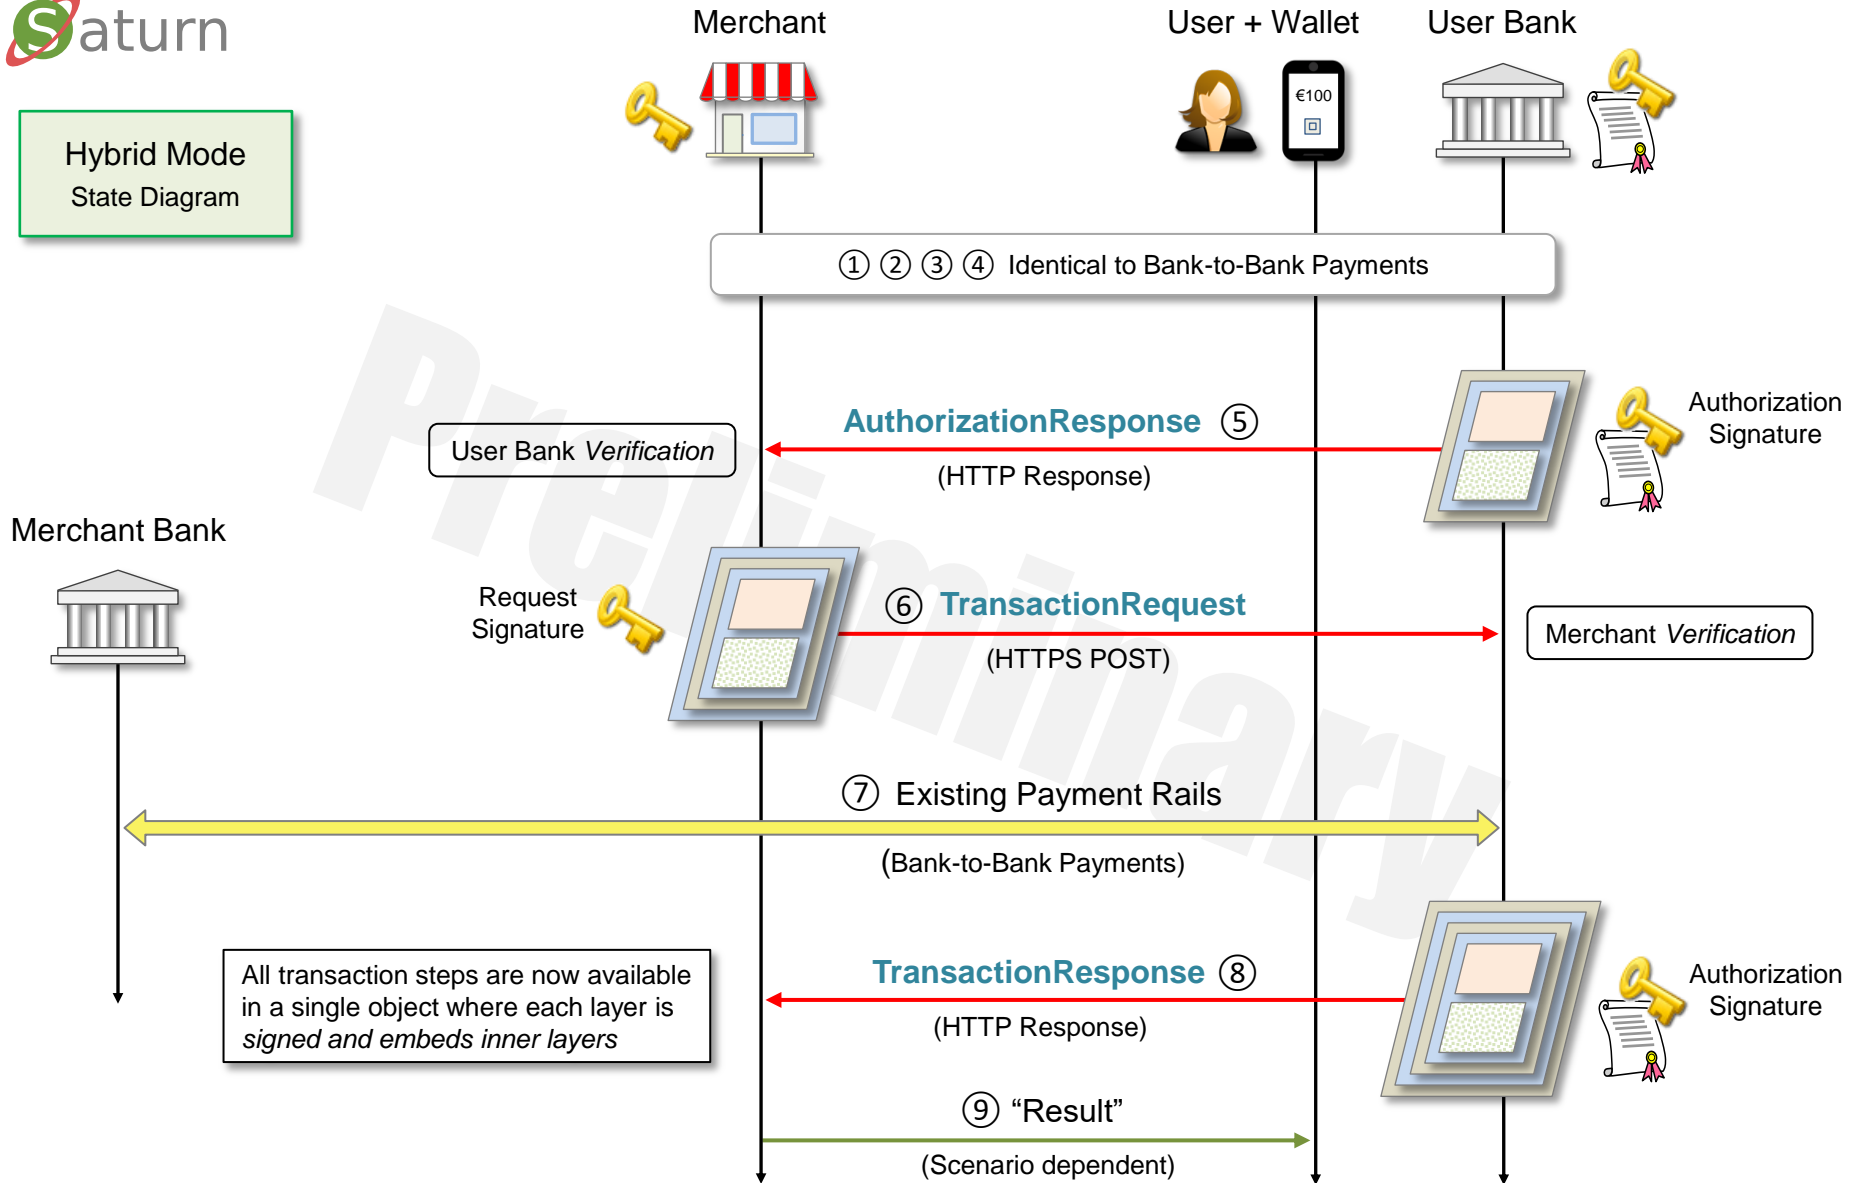 Saturn
Merchant
User + Wallet
User Bank
€100
Hybrid Mode
State Diagram
① ② ③ ④ Identical to Bank-to-Bank Payments
AuthorizationResponse ⑤
(HTTP Response)
User Bank Verification
Authorization
Signature
Merchant Bank
Request
Signature
⑥ TransactionRequest
(HTTPS POST)
Merchant Verification
Preliminary
⑦ Existing Payment Rails
(Bank-to-Bank Payments)
All transaction steps are now available
in a single object where each layer is
signed and embeds inner layers
TransactionResponse ⑧
(HTTP Response)
Authorization
Signature
⑨ “Result”
(Scenario dependent)